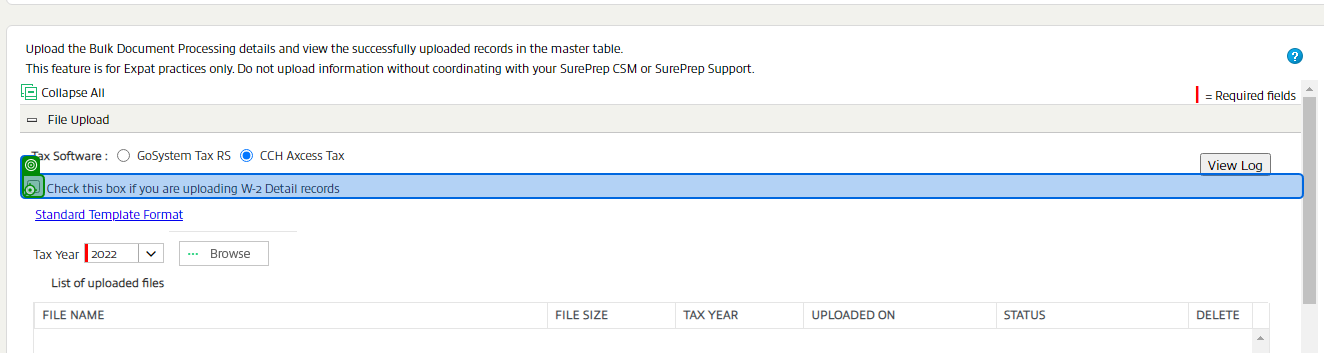 Upload the Bulk Document Processing details and view the successfully uploaded records in the master table.
This feature is for Expat practices only. Do not upload information without coordinating with your SurePrep CSM or SurePrep Support.
?
Collapse All
= Required fields
File Upload
Tax Software : GoSystem Tax RS CCH Axcess Tax
View Log
Check this box if you are uploading W-2 Detail records
Standard Template Format
Tax Year 2022 ... Browse
List of uploaded files
FILE NAME FILE SIZE TAX YEAR UPLOADED ON STATUS DELETE